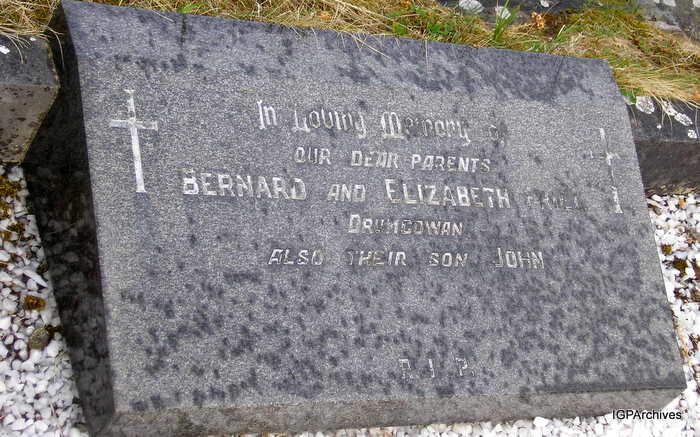 In Loving Memory of
OUR DEAR PARENTS
BERNARD AND ELIZABETH
DRUMGOWAN
ALSO THEIR SON JOHN
R.I.P.
IGPArchives